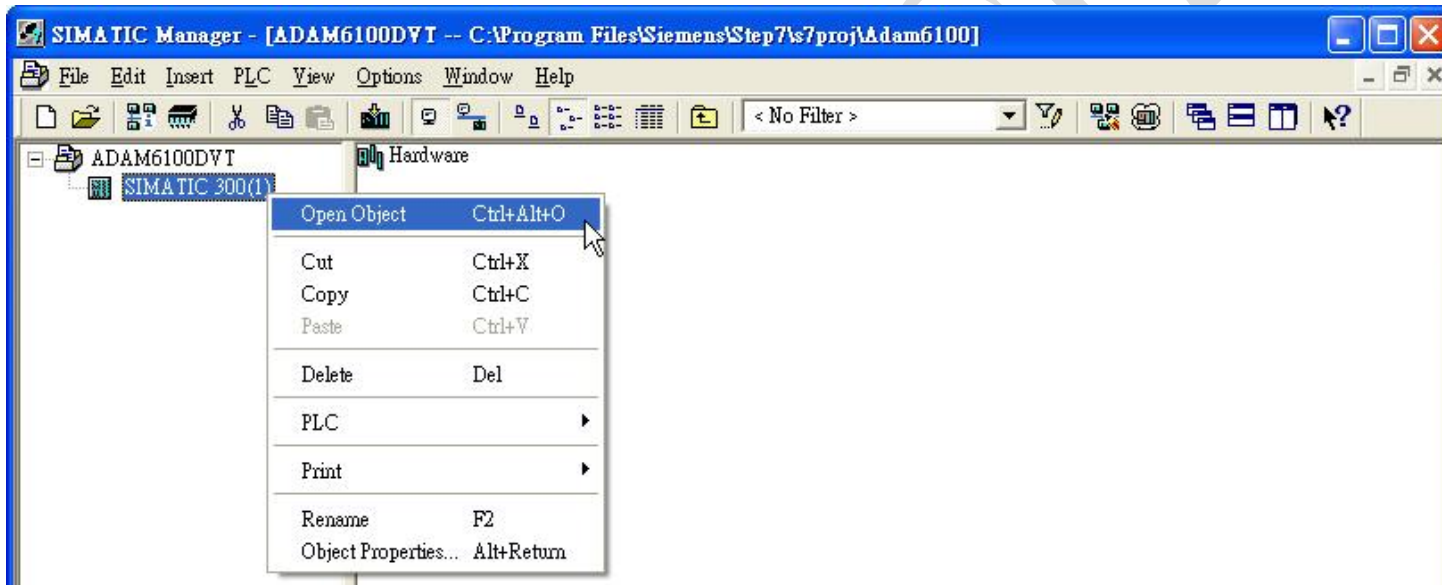 SIMATIC Manager - [ADAM6100DVT -- C:\Program Files\Siemens\Step7\s7proj\Adam6100]
File Edit Insert PLC View Options Window Help
< No Filter >
ADAM6100DVT
SIMATIC 300(1)
Hardware
Open Object Ctrl+Alt+O
Cut Ctrl+X
Copy Ctrl+C
Paste Ctrl+V
Delete Del
PLC
Print
Rename F2
Object Properties... Alt+Return